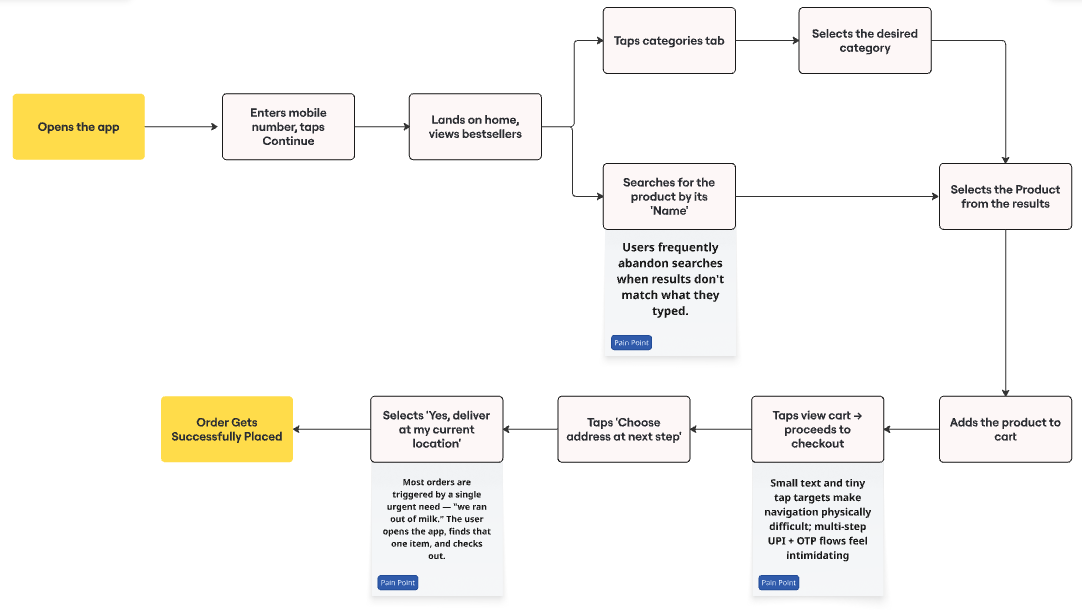 Opens the app
Enters mobile
number, taps
Continue
Lands on home,
views bestsellers
Taps categories tab
Selects the desired
category
Searches for the
product by its
'Name'
Users frequently
abandon searches
when results don't
match what they
typed.
Pain Point
Selects the Product
from the results
Adds the product to
cart
Taps view cart →
proceeds to
checkout
Small text and tiny
tap targets make
navigation physically
difficult; multi-step
UPI + OTP flows feel
intimidating
Pain Point
Taps 'Choose
address at next step'
Selects 'Yes, deliver
at my current
location'
Most orders are
triggered by a single
urgent need — "we ran
out of milk." The user
opens the app, finds that
one item, and checks
out.
Pain Point
Order Gets
Successfully Placed